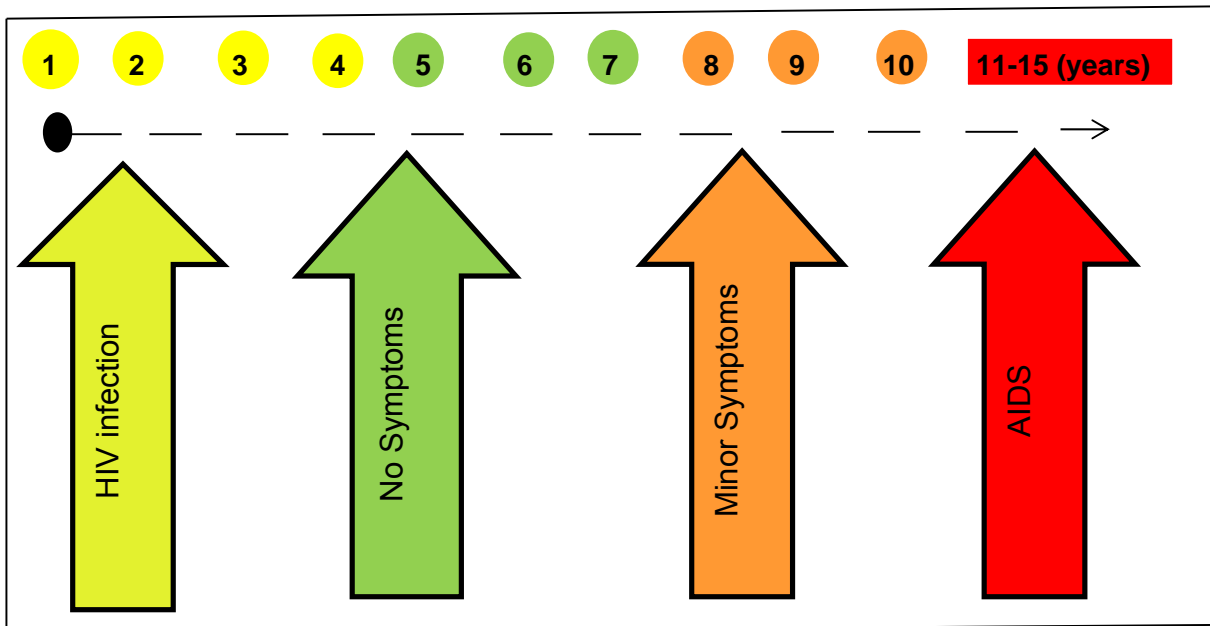 1 2 3 4 5 6 7 8 9 10 11-15 (years)
HIV infection
No Symptoms
Minor Symptoms
AIDS